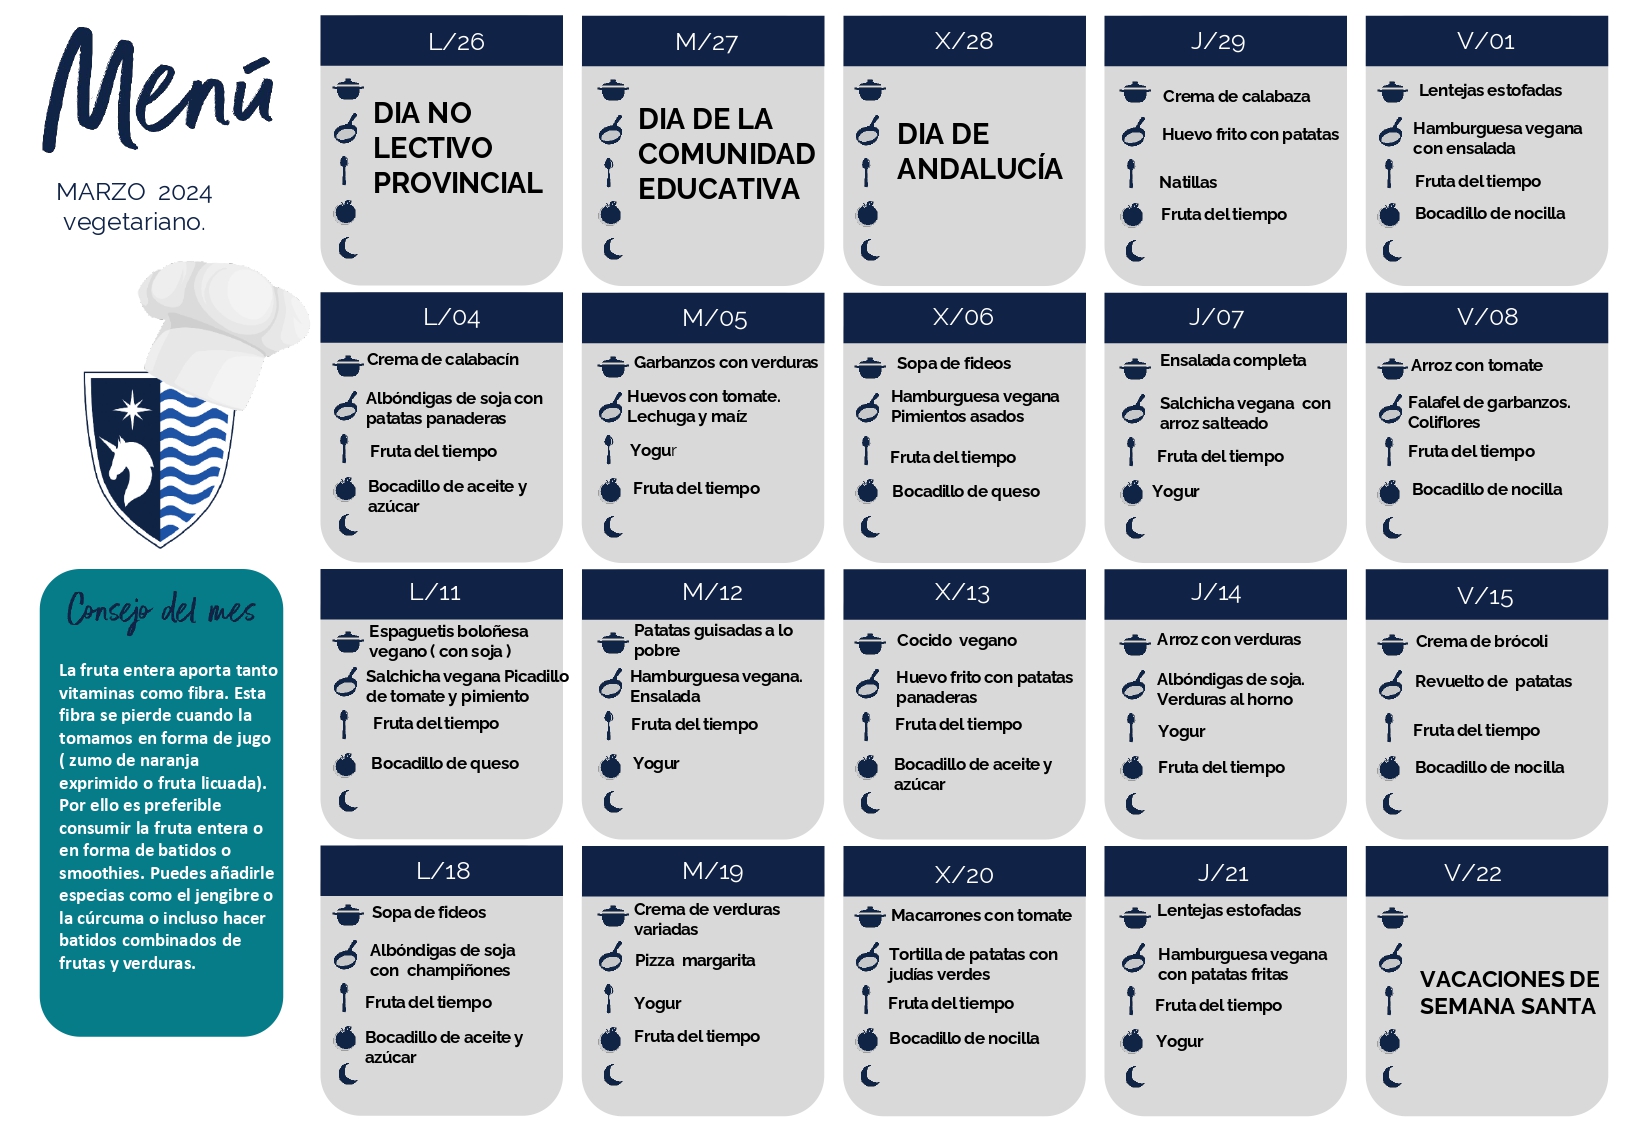 Menú
MARZO 2024
vegetariano.
L/26
DIA NO
LECTIVO
PROVINCIAL
M/27
DIA DE LA
COMUNIDAD
EDUCATIVA
X/28
DIA DE
ANDALUCÍA
J/29
Crema de calabaza
Huevo frito con patatas
Natillas
Fruta del tiempo
V/01
Lentejas estofadas
Hamburguesa vegana
con ensalada
Fruta del tiempo
Bocadillo de nocilla
L/04
Crema de calabacín
Albóndigas de soja con
patatas panaderas
Fruta del tiempo
Bocadillo de aceite y
azúcar
M/05
Garbanzos con verduras
Huevos con tomate.
Lechuga y maíz
Yogur
Fruta del tiempo
X/06
Sopa de fideos
Hamburguesa vegana
Pimientos asados
Fruta del tiempo
Bocadillo de queso
J/07
Ensalada completa
Salchicha vegana con
arroz salteado
Fruta del tiempo
Yogur
V/08
Arroz con tomate
Falafel de garbanzos.
Coliflores
Fruta del tiempo
Bocadillo de nocilla
L/11
Espaguetis boloñesa
vegano ( con soja )
Salchicha vegana Picadillo
de tomate y pimiento
Fruta del tiempo
Bocadillo de queso
M/12
Patatas guisadas a lo
pobre
Hamburguesa vegana.
Ensalada
Fruta del tiempo
Yogur
X/13
Cocido vegano
Huevo frito con patatas
panaderas
Fruta del tiempo
Bocadillo de aceite y
azúcar
J/14
Arroz con verduras
Albóndigas de soja.
Verduras al horno
Yogur
Fruta del tiempo
V/15
Crema de brócoli
Revuelto de patatas
Fruta del tiempo
Bocadillo de nocilla
L/18
Sopa de fideos
Albóndigas de soja
con champiñones
Fruta del tiempo
Bocadillo de aceite y
azúcar
M/19
Crema de verduras
variadas
Pizza margarita
Yogur
Fruta del tiempo
X/20
Macarrones con tomate
Tortilla de patatas con
judías verdes
Fruta del tiempo
Bocadillo de nocilla
J/21
Lentejas estofadas
Hamburguesa vegana
con patatas fritas
Fruta del tiempo
Yogur
V/22
VACACIONES DE
SEMANA SANTA
Consejo del mes
La fruta entera aporta tanto
vitaminas como fibra. Esta
fibra se pierde cuando la
tomamos en forma de jugo
( zumo de naranja
exprimido o fruta licuada).
Por ello es preferible
consumir la fruta entera o
en forma de batidos o
smoothies. Puedes añadirle
especias como el jengibre o
la cúrcuma o incluso hacer
batidos combinados de
frutas y verduras.